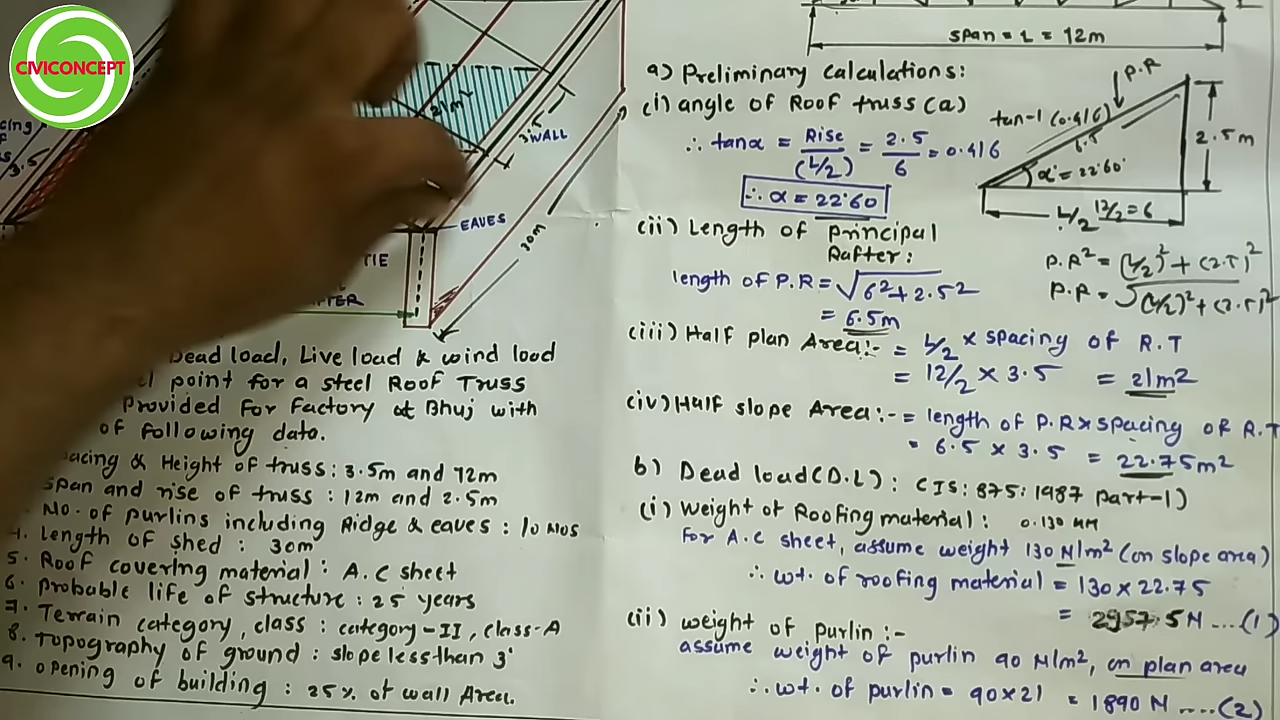 CIVICONCEPT
3.5
21m²
3.5
WALL
EAVES
30m
TIE
Dead load, Live load & wind load
point for a steel Roof Truss
Provided For Factory at Bhuj with
of following data.
spacing & Height of truss : 3.5m and 12m
span and rise of truss : 12m and 2.5m
No. of purlins including Ridge & eaves : 10 Nos
4. Length of shed : 30m
5. Roof covering material : A.C sheet
6. Probable life of structure : 25 years
7. Terrain category, class : category-II, class-A
8. Topography of ground : slope less than 3°
9. opening of building : 25% of wall Area.
span = L = 12m
a) Preliminary calculations:
(i) angle of Roof truss (a)
∴ tanα = Rise/(L/2) = 2.5/6 = 0.416
∴ α = 22°60
tan-1 (0.416)
P.R
6.5
2.5m
α = 22°60'
L/2 12/2 = 6
(ii) Length of Principal
Rafter:
length of P.R = √6²+2.5²
= 6.5m
P.R² = (L/2)² + (2.5)²
P.R = √(L/2)² + (2.5)²
(iii) Half plan Area :- = L/2 × spacing of R.T
= 12/2 × 3.5 = 21m²
(iv) Half slope Area :- = length of P.R × spacing of R.T
= 6.5 × 3.5 = 22.75m²
b) Dead load (D.L) : (IS : 875 : 1987 part-1)
(i) Weight of Roofing material : 0.130
For A.C sheet, assume weight 130 N/m² (on slope area)
∴ wt. of roofing material = 130 × 22.75
= 2957.5 N ... (1)
(ii) weight of purlin :-
assume weight of purlin 90 N/m², on plan area
∴ wt. of purlin = 90×21 = 1890 N .... (2)